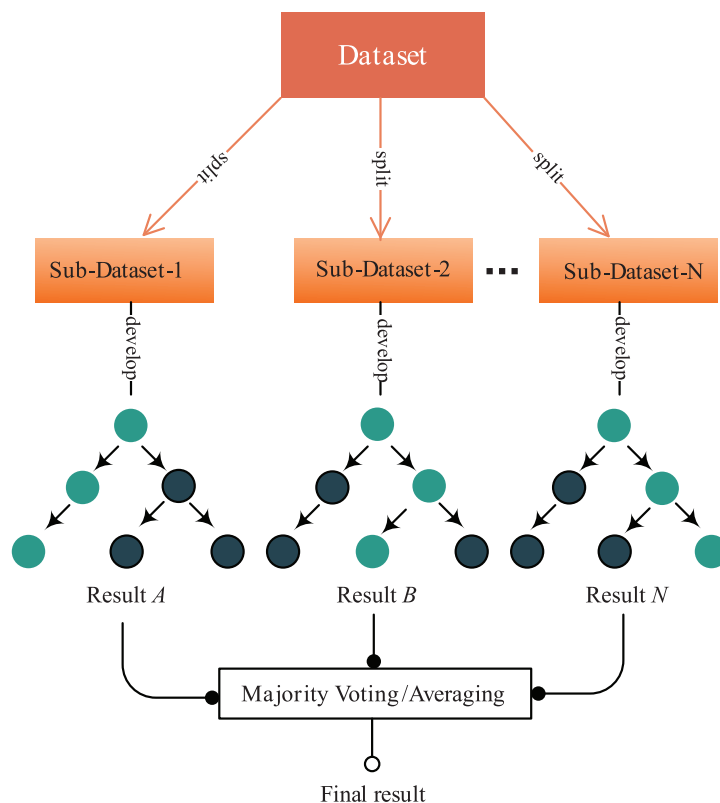 Dataset
split
split
split
Sub-Dataset-1
Sub-Dataset-2
...
Sub-Dataset-N
develop
develop
develop
Result A
Result B
Result N
Majority Voting/Averaging
Final result